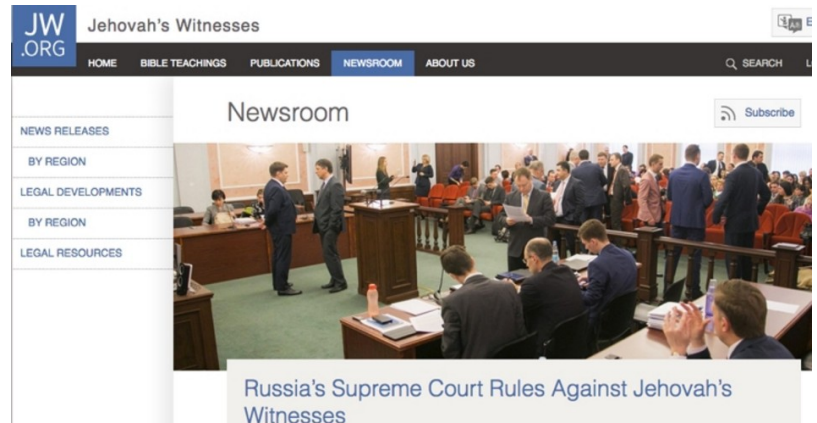 JW
.ORG
Jehovah's Witnesses
HOME BIBLE TEACHINGS PUBLICATIONS NEWSROOM ABOUT US SEARCH
Newsroom
Subscribe
NEWS RELEASES
BY REGION
LEGAL DEVELOPMENTS
BY REGION
LEGAL RESOURCES
Russia's Supreme Court Rules Against Jehovah's
Witnesses